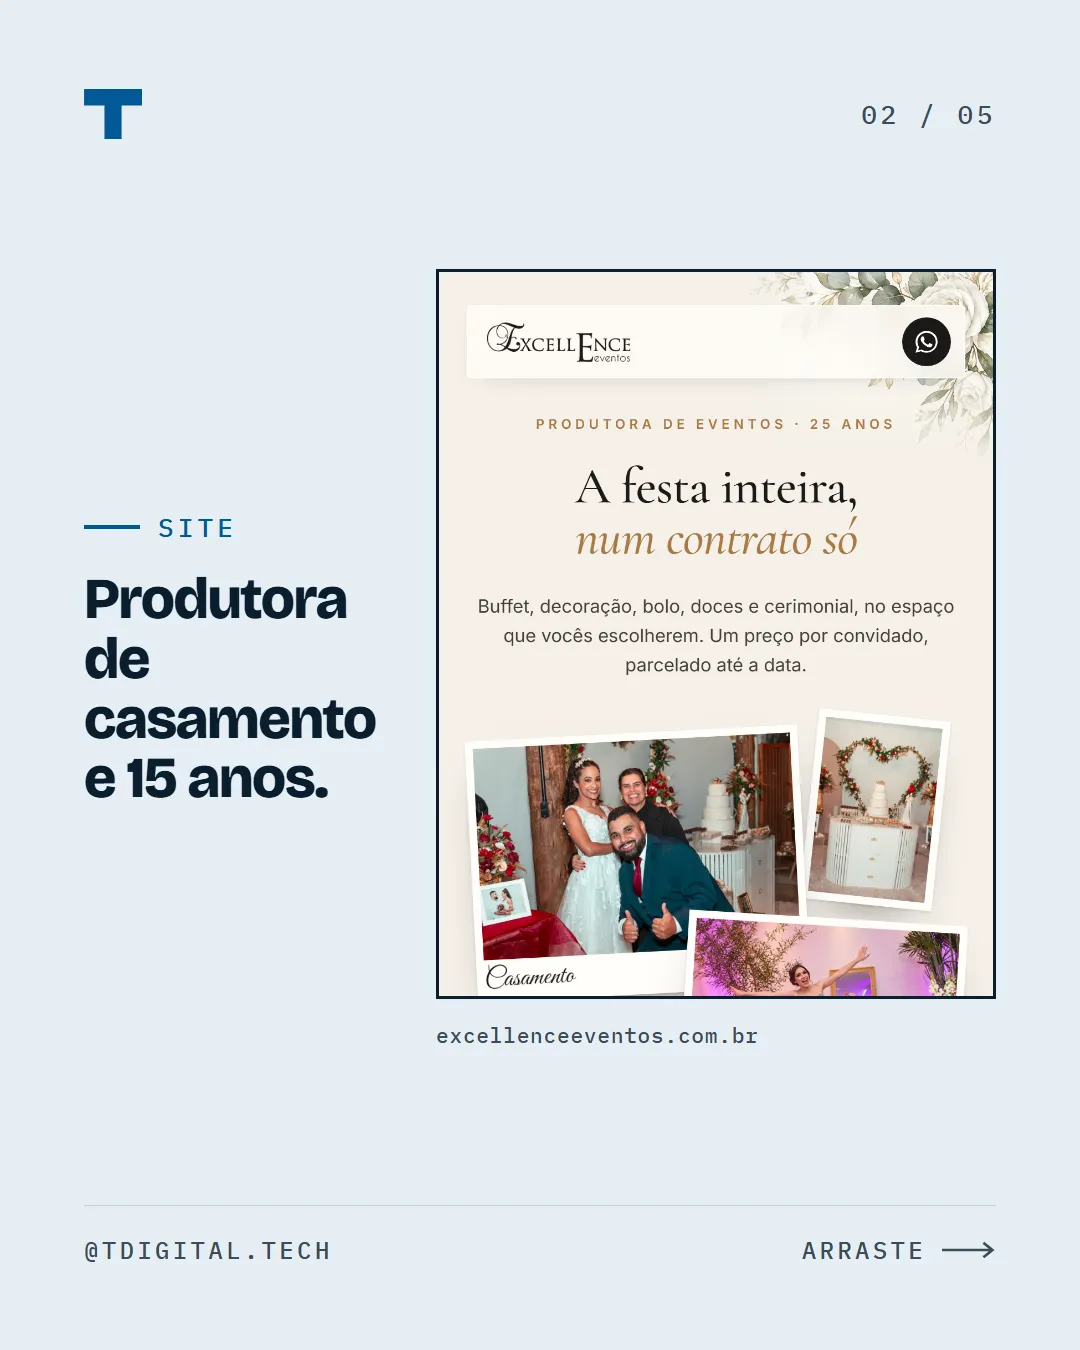 T
02 / 05
SITE
Produtora
de
casamento
e 15 anos.
ExcellEnce
eventos
PRODUTORA DE EVENTOS · 25 ANOS
A festa inteira,
num contrato só
Buffet, decoração, bolo, doces e cerimonial, no espaço
que vocês escolherem. Um preço por convidado,
parcelado até a data.
Casamento
excellenceeventos.com.br
@TDIGITAL.TECH
ARRASTE